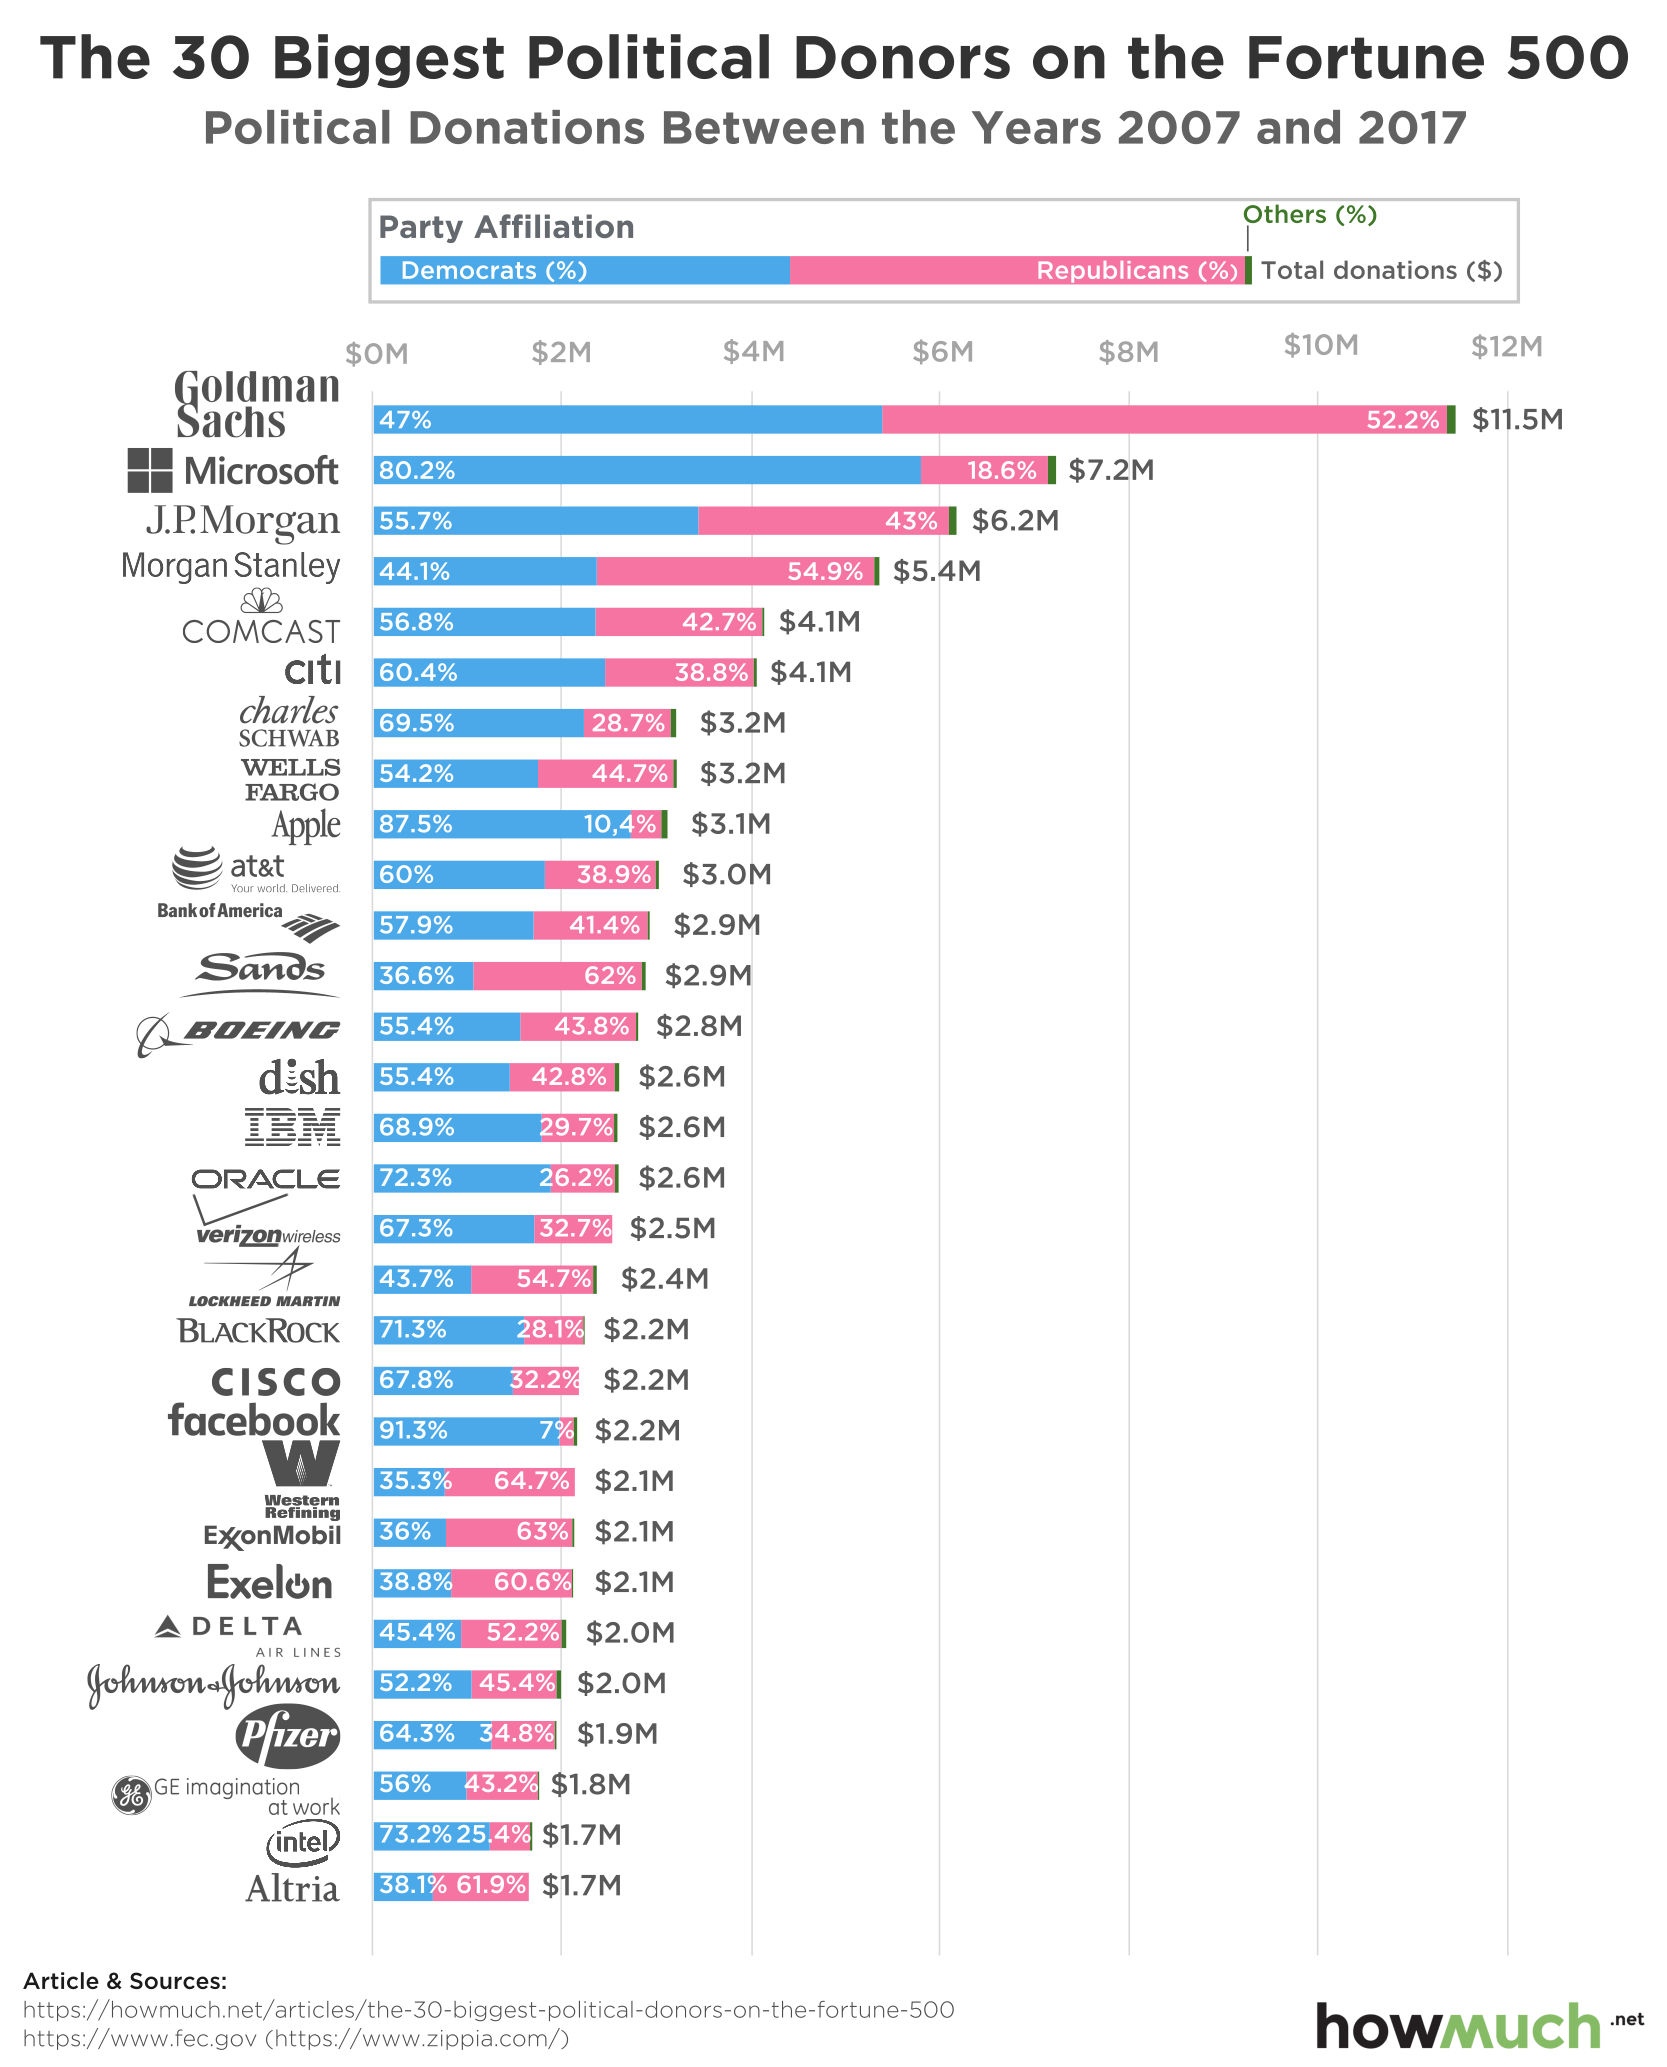 The 30 Biggest Political Donors on the Fortune 500
Political Donations Between the Years 2007 and 2017
Others (%)
Party Affiliation
Democrats (%) Republicans (%) Total donations ($)
$0M $2M $4M $6M $8M $10M $12M
Goldman
Sachs
47% 52.2% $11.5M
Microsoft 80.2% 18.6% $7.2M
J.P.Morgan 55.7% 43% $6.2M
Morgan Stanley 44.1% 54.9% $5.4M
COMCAST 56.8% 42.7% $4.1M
citi 60.4% 38.8% $4.1M
charles
SCHWAB
69.5% 28.7% $3.2M
WELLS
FARGO
54.2% 44.7% $3.2M
Apple 87.5% 10,4% $3.1M
at&t
Your world. Delivered.
60% 38.9% $3.0M
Bank of America 57.9% 41.4% $2.9M
Sands 36.6% 62% $2.9M
BOEING 55.4% 43.8% $2.8M
dish 55.4% 42.8% $2.6M
IBM 68.9% 29.7% $2.6M
ORACLE 72.3% 26.2% $2.6M
verizonwireless 67.3% 32.7% $2.5M
LOCKHEED MARTIN 43.7% 54.7% $2.4M
BLACKROCK 71.3% 28.1% $2.2M
CISCO 67.8% 32.2% $2.2M
facebook 91.3% 7% $2.2M
W
Western
Refining
35.3% 64.7% $2.1M
ExxonMobil 36% 63% $2.1M
Exelon 38.8% 60.6% $2.1M
DELTA
AIR LINES
45.4% 52.2% $2.0M
Johnson & Johnson 52.2% 45.4% $2.0M
Pfizer 64.3% 34.8% $1.9M
GE GE imagination
at work
56% 43.2% $1.8M
intel 73.2% 25.4% $1.7M
Altria 38.1% 61.9% $1.7M
Article & Sources:
https://howmuch.net/articles/the-30-biggest-political-donors-on-the-fortune-500
https://www.fec.gov (https://www.zippia.com/)
howmuch.net